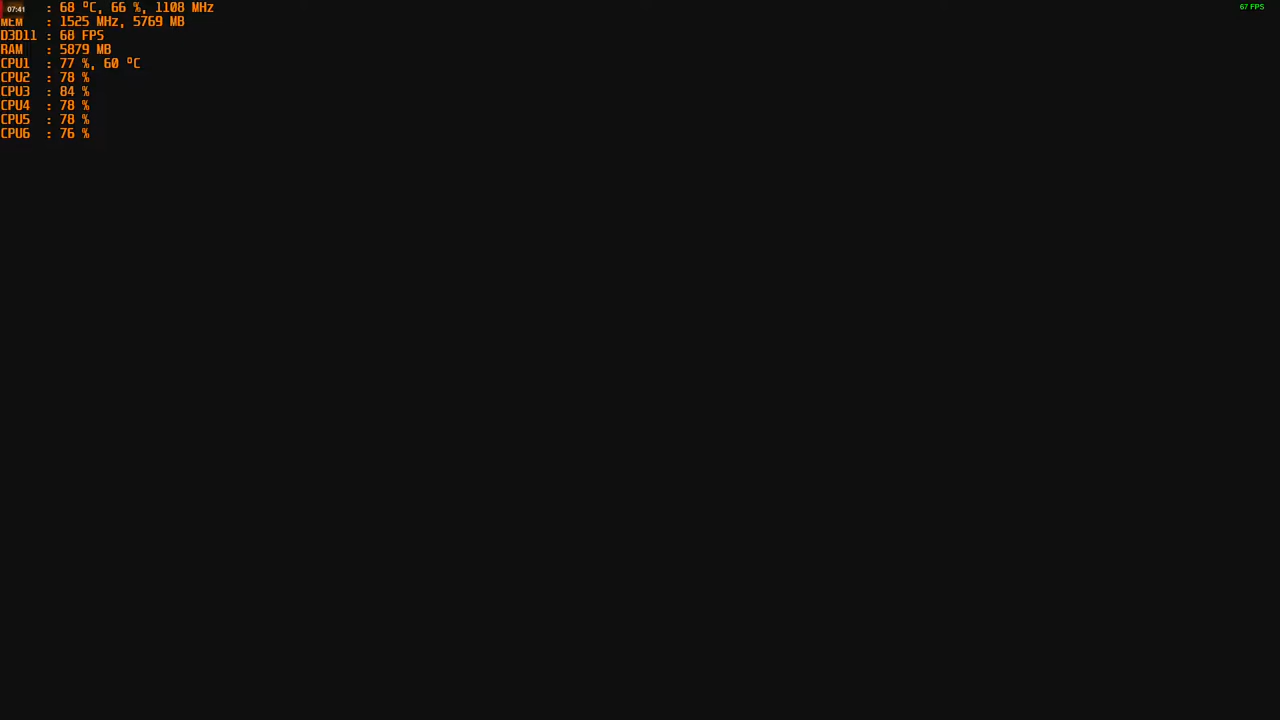 07:41 : 68 °C, 66 %, 1108 MHz 67 FPS
MEM : 1525 MHz, 5769 MB
D3D11 : 68 FPS
RAM : 5879 MB
CPU1 : 77 %, 60 °C
CPU2 : 78 %
CPU3 : 84 %
CPU4 : 78 %
CPU5 : 78 %
CPU6 : 76 %